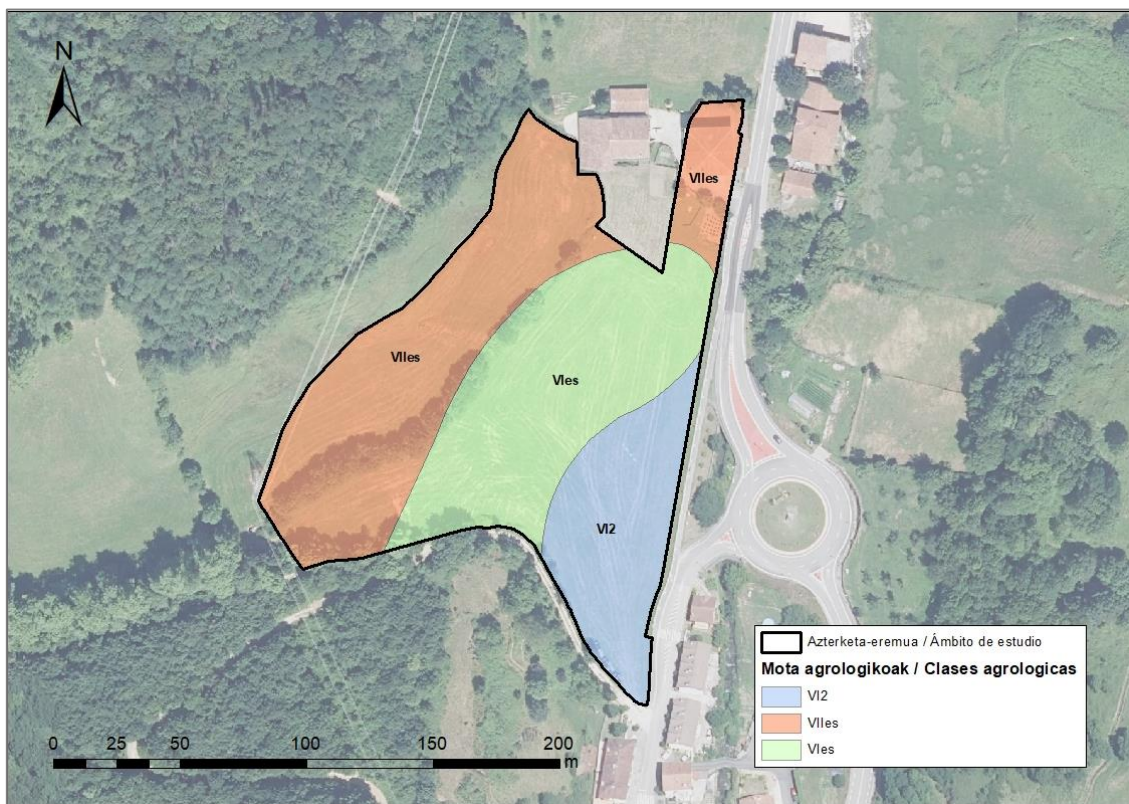 N
VIIes
VIIes
VIes
VI2
Azterketa-eremua / Ámbito de estudio
Mota agrologikoak / Clases agrologicas
VI2
VIIes
VIes
0 25 50 100 150 200
m